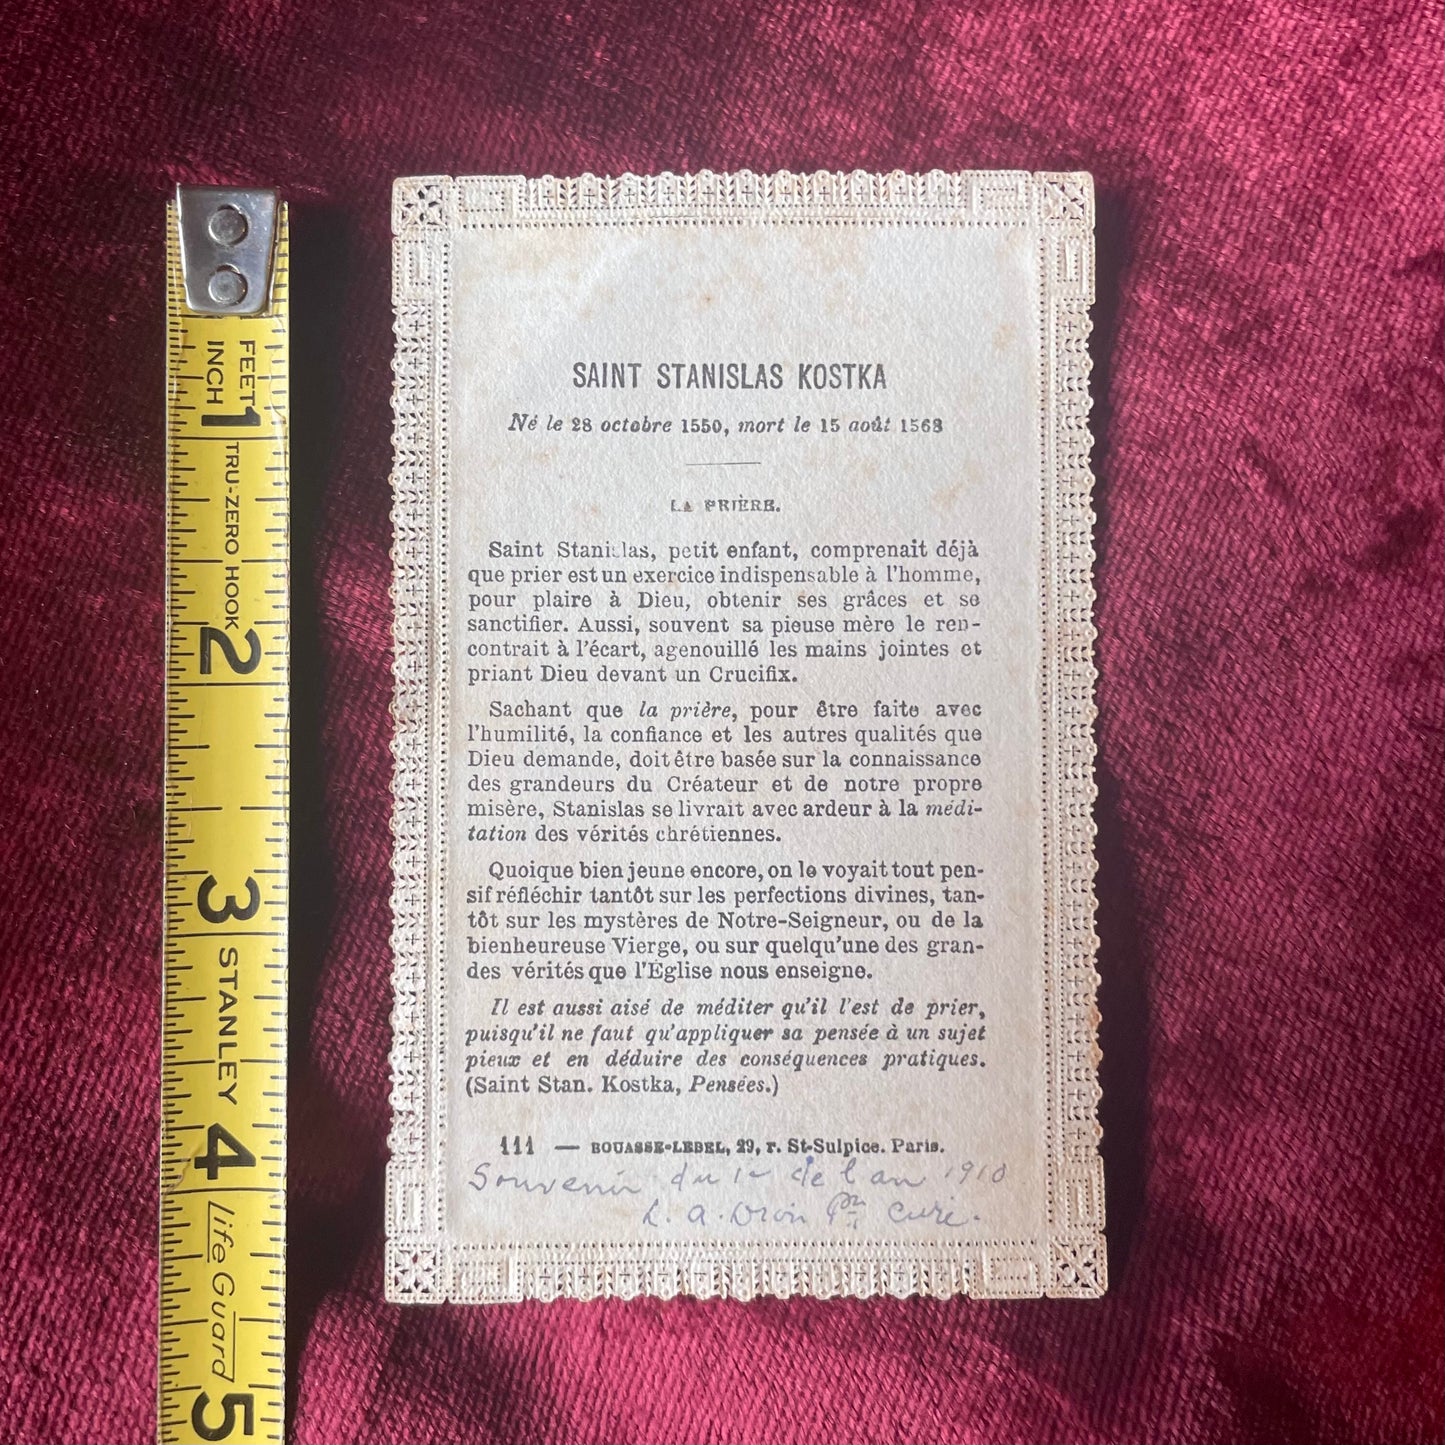 SAINT STANISLAS KOSTKA
Né le 28 octobre 1550, mort le 15 août 1568
LA PRIÈRE.
Saint Stanislas, petit enfant, comprenait déjà
que prier est un exercice indispensable à l'homme,
pour plaire à Dieu, obtenir ses grâces et se
sanctifier. Aussi, souvent sa pieuse mère le ren-
contrait à l'écart, agenouillé les mains jointes et
priant Dieu devant un Crucifix.
Sachant que la prière, pour être faite avec
l'humilité, la confiance et les autres qualités que
Dieu demande, doit être basée sur la connaissance
des grandeurs du Créateur et de notre propre
misère, Stanislas se livrait avec ardeur à la médi-
tation des vérités chrétiennes.
Quoique bien jeune encore, on le voyait tout pen-
sif réfléchir tantôt sur les perfections divines, tan-
tôt sur les mystères de Notre-Seigneur, ou de la
bienheureuse Vierge, ou sur quelqu'une des gran-
des vérités que l'Église nous enseigne.
Il est aussi aisé de méditer qu'il l'est de prier,
puisqu'il ne faut qu'appliquer sa pensée à un sujet
pieux et en déduire des conséquences pratiques.
(Saint Stan. Kostka, Pensées.)
111 — BOUASSE-LEBEL, 29, r. St-Sulpice. Paris.
Souvenir du 1er de l'an 1910
A. Ptre Curé.
FEET
INCH
1
TRU-ZERO HOOK
2
3
STANLEY
4
Life Guard
5